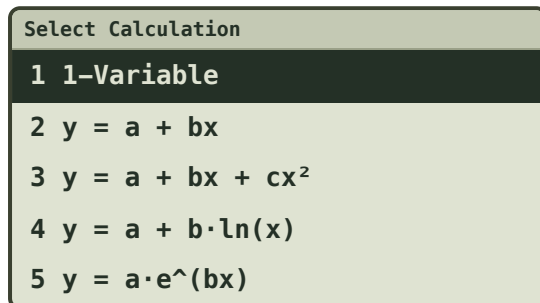 Select Calculation
1 1−Variable
2 y = a + bx
3 y = a + bx + cx²
4 y = a + b·ln(x)
5 y = a·e^(bx)